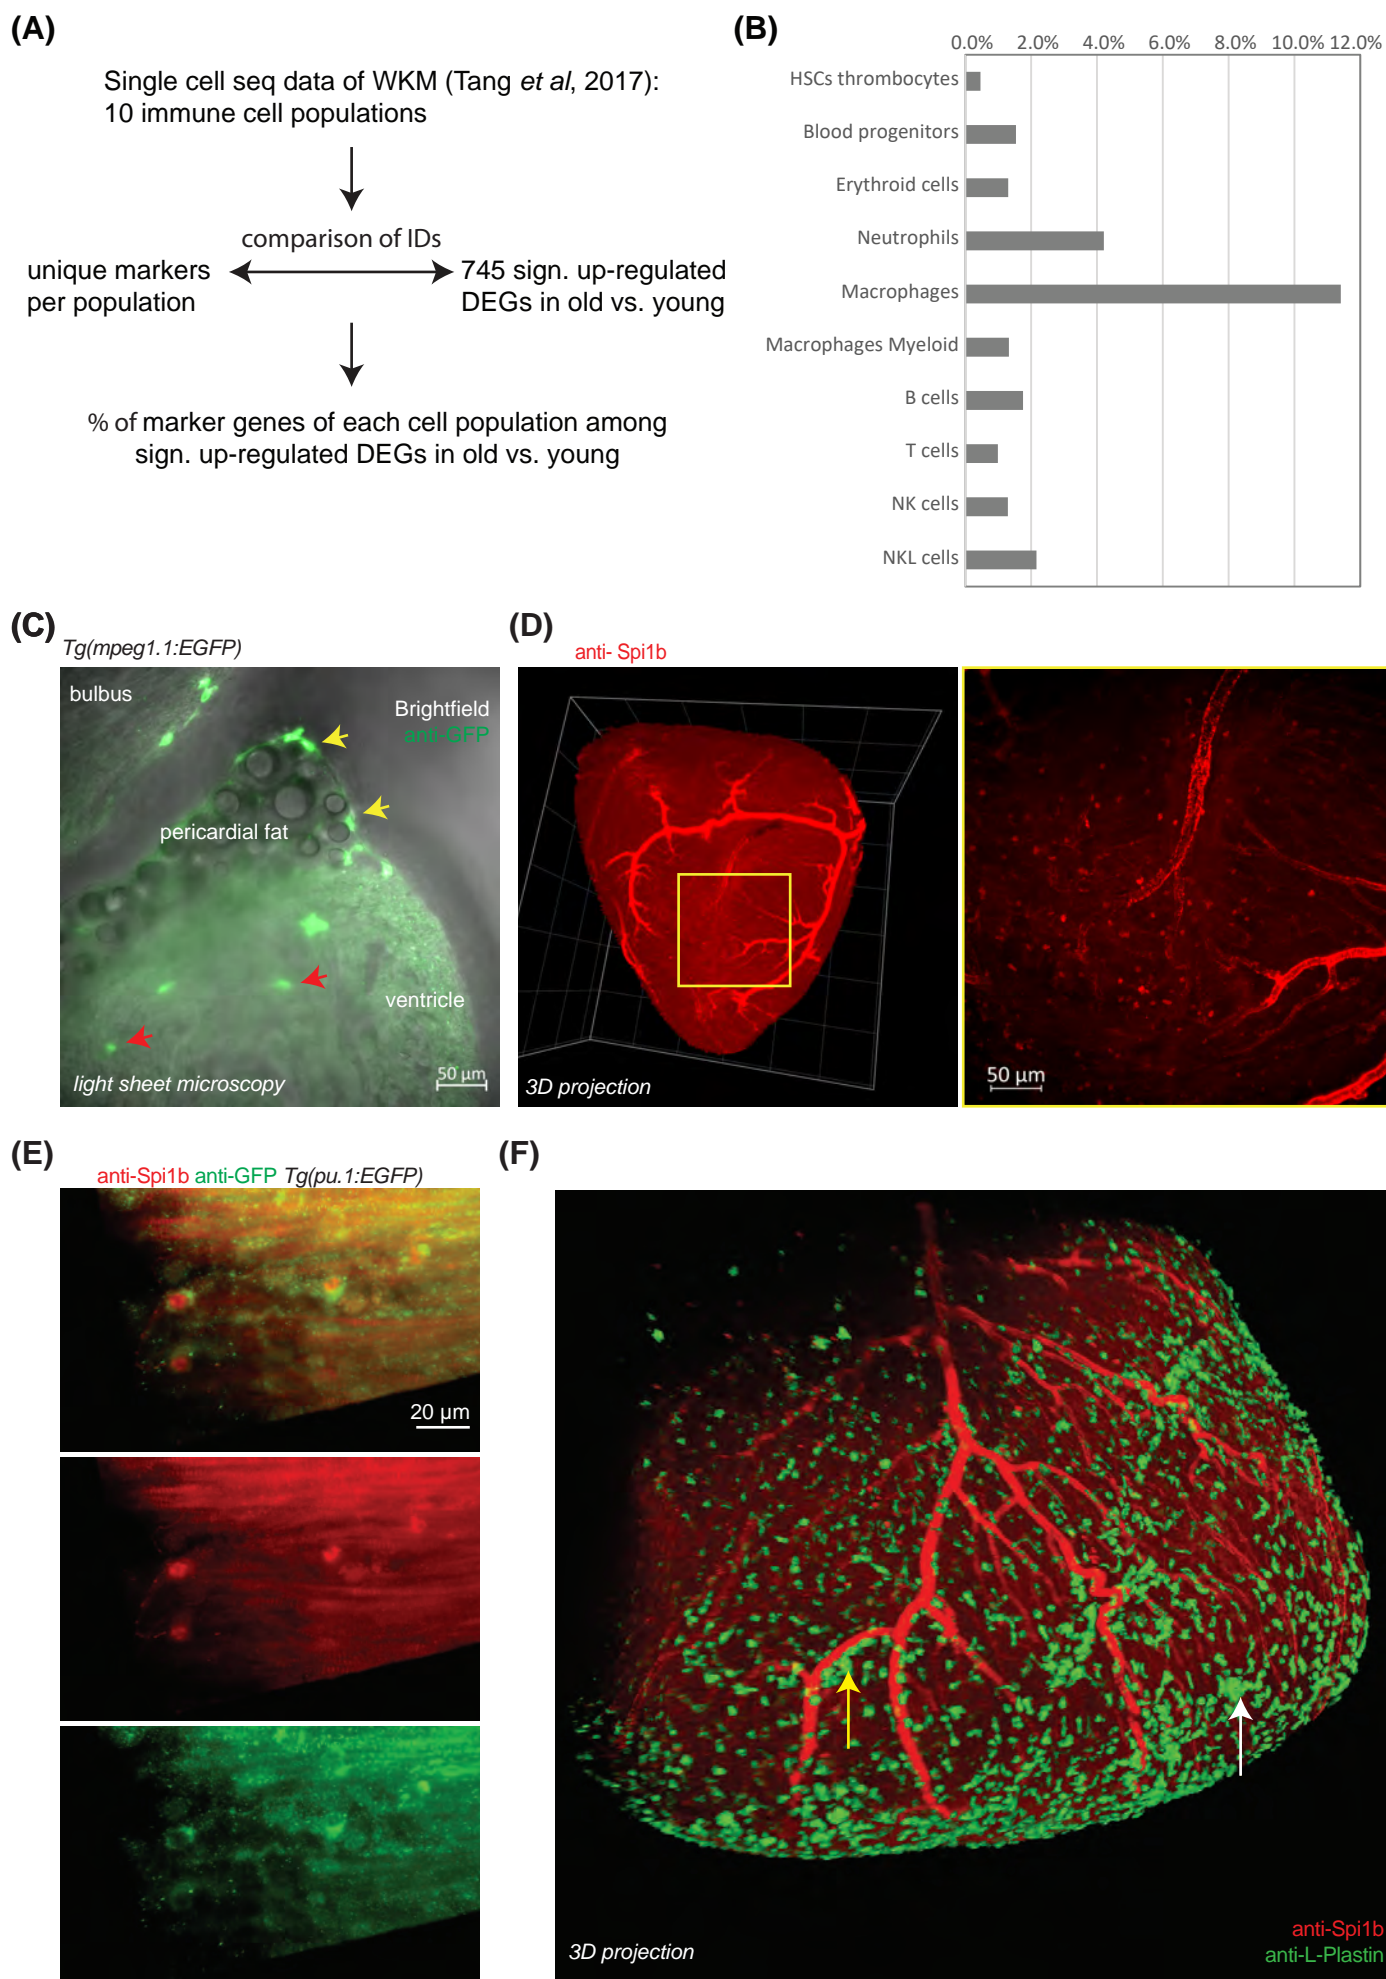 (A)
Single cell seq data of WKM (Tang et al, 2017):
10 immune cell populations
comparison of IDs
unique markers
per population
745 sign. up-regulated
DEGs in old vs. young
% of marker genes of each cell population among
sign. up-regulated DEGs in old vs. young
(B)
0.0% 2.0% 4.0% 6.0% 8.0% 10.0% 12.0%
HSCs thrombocytes
Blood progenitors
Erythroid cells
Neutrophils
Macrophages
Macrophages Myeloid
B cells
T cells
NK cells
NKL cells
(C)
Tg(mpeg1.1:EGFP)
bulbus
Brightfield
anti-GFP
pericardial fat
ventricle
light sheet microscopy
50 µm
(D)
anti- Spi1b
3D projection
50 µm
(E)
anti-Spi1b anti-GFP Tg(pu.1:EGFP)
20 µm
(F)
3D projection
anti-Spi1b
anti-L-Plastin